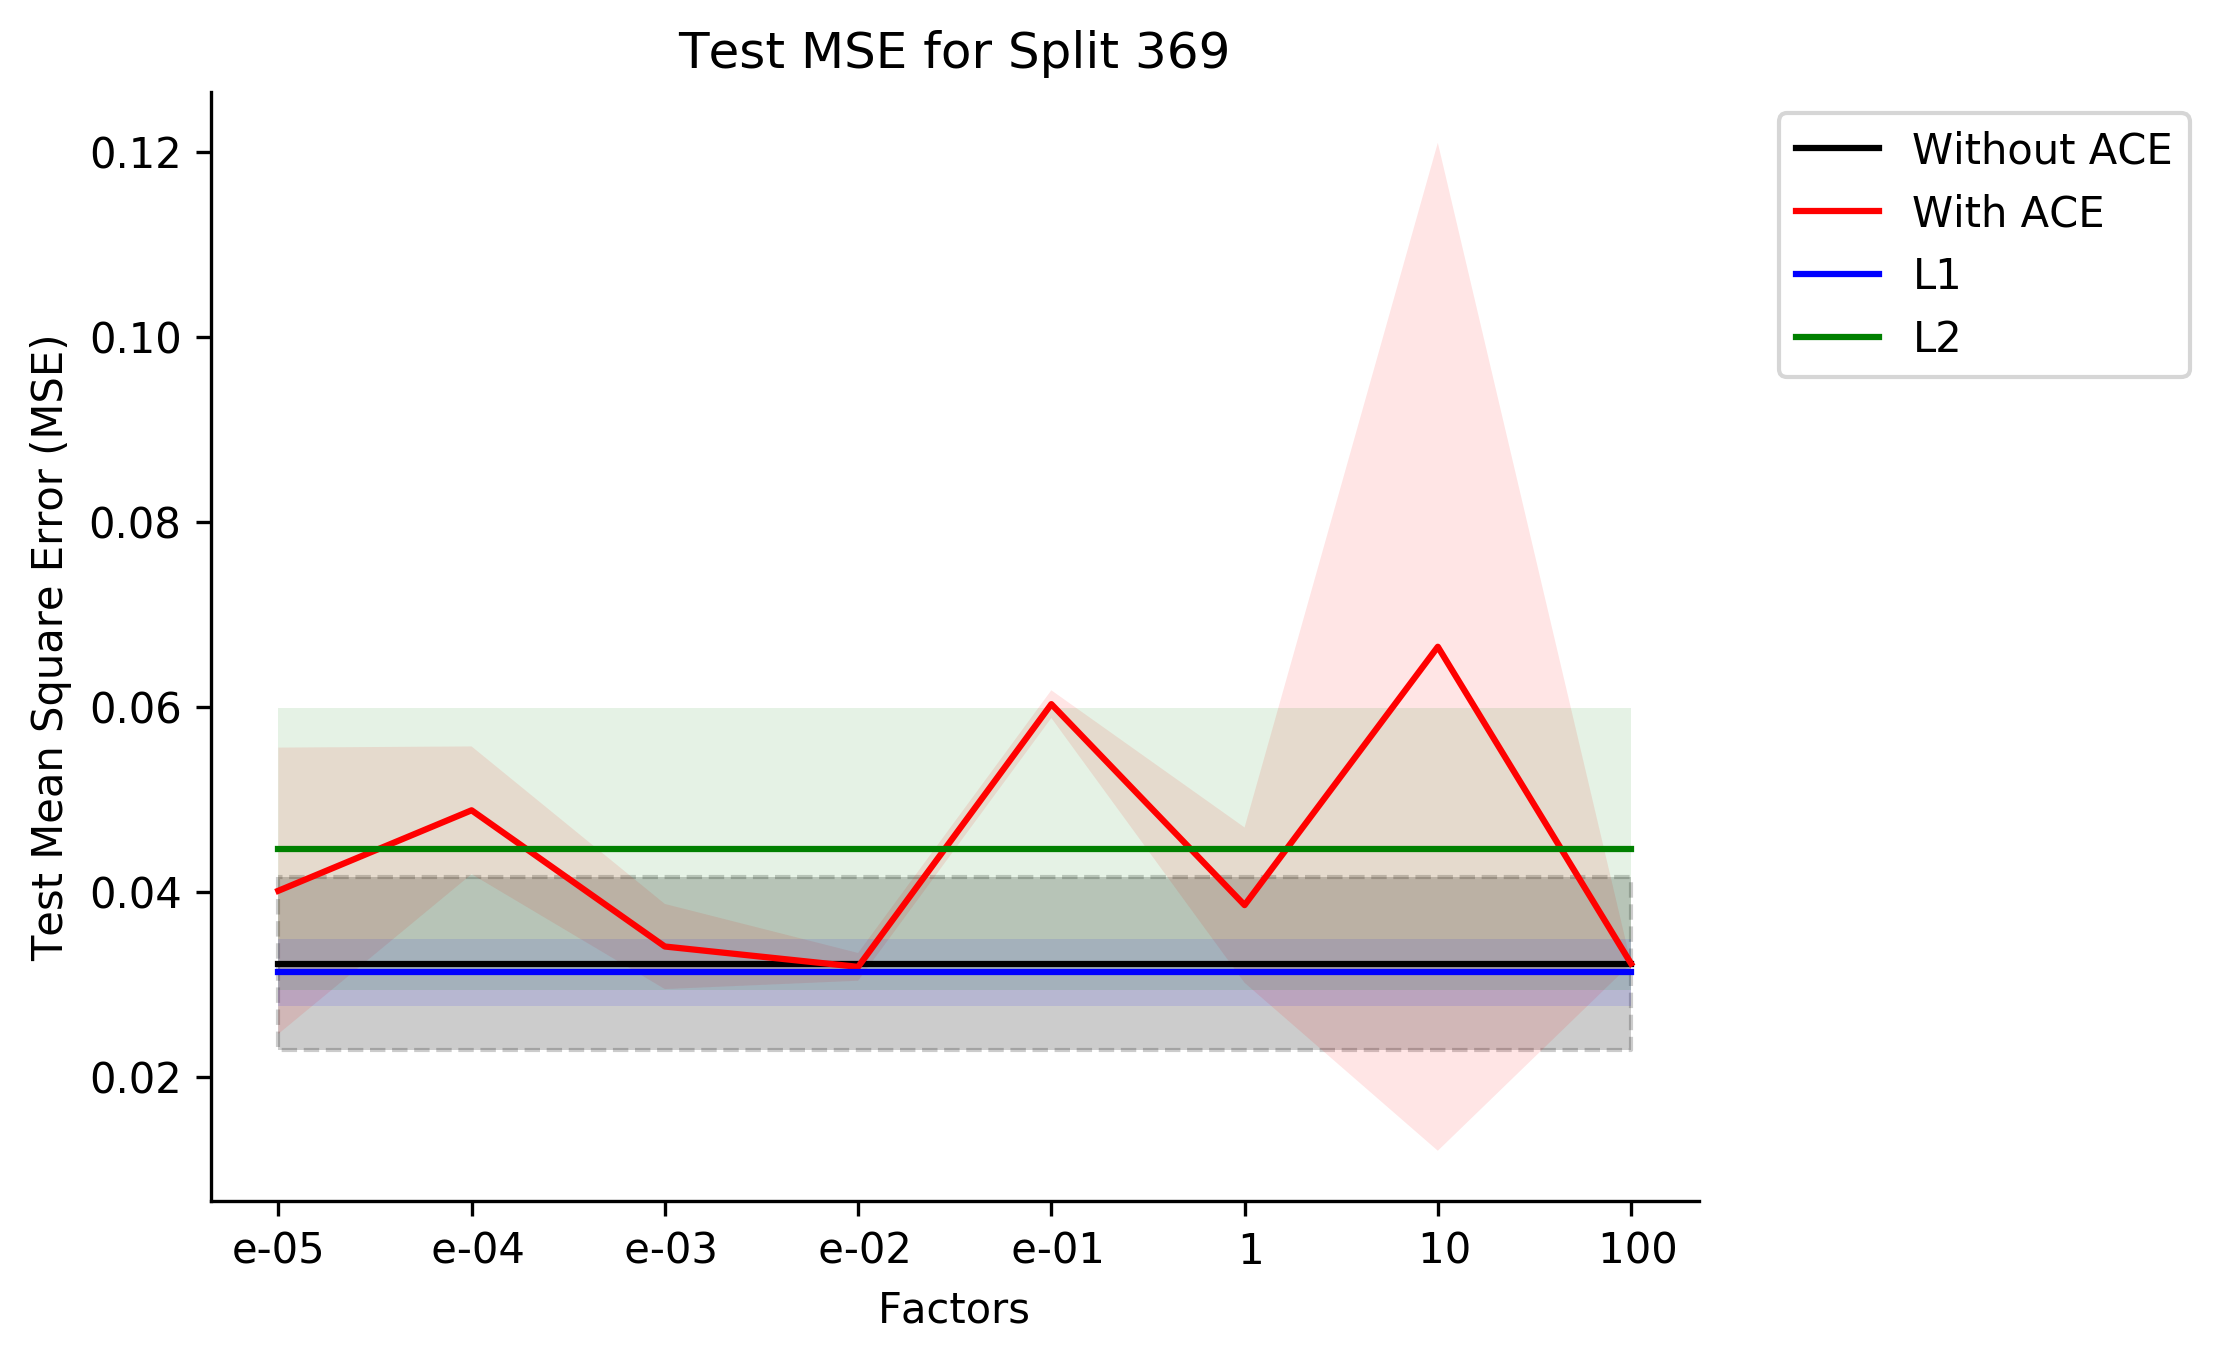 Test MSE for Split 369
Test Mean Square Error (MSE)
0.12
0.10
0.08
0.06
0.04
0.02
e-05 e-04 e-03 e-02 e-01 1 10 100
Factors
Without ACE
With ACE
L1
L2